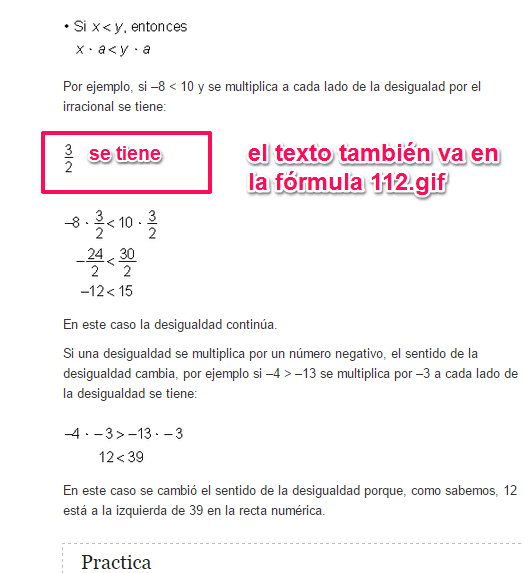 • Si x < y, entonces
x · a < y · a
Por ejemplo, si –8 < 10 y se multiplica a cada lado de la desigualad por el
irracional se tiene:
3/2 se tiene
el texto también va en
la fórmula 112.gif
–8 · 3/2 < 10 · 3/2
–24/2 < 30/2
–12 < 15
En este caso la desigualdad continúa.
Si una desigualdad se multiplica por un número negativo, el sentido de la
desigualdad cambia, por ejemplo si –4 > –13 se multiplica por –3 a cada lado de
la desigualdad se tiene:
–4 · –3 > –13 · –3
12 < 39
En este caso se cambió el sentido de la desigualdad porque, como sabemos, 12
está a la izquierda de 39 en la recta numérica.
Practica